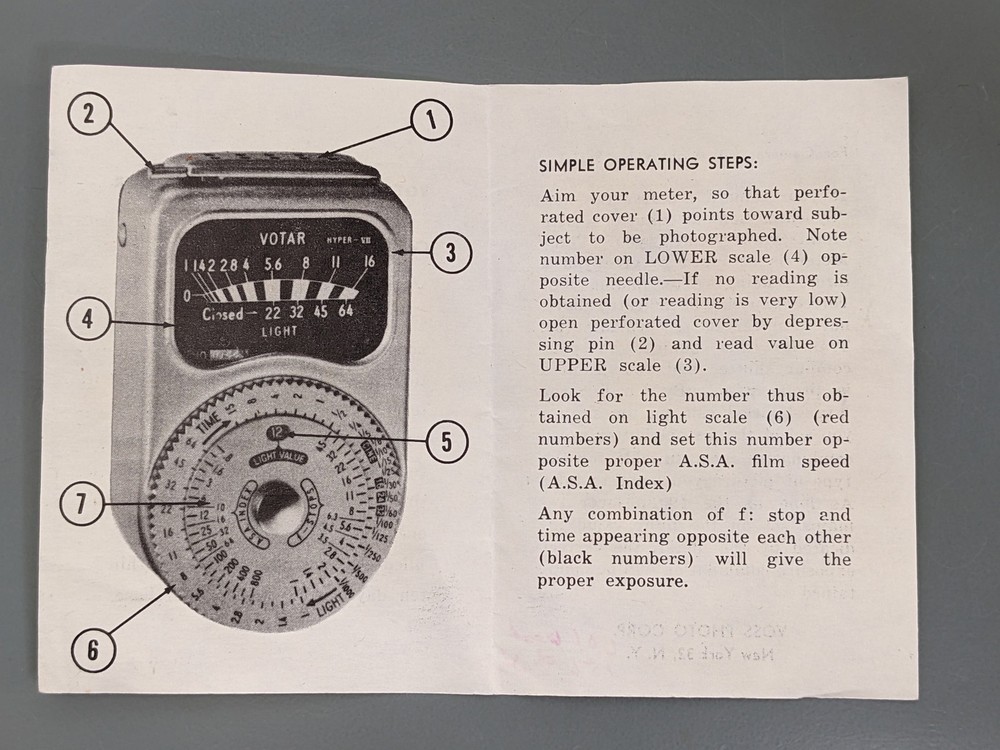 2
1
VOTAR HYPER-VII
1 1.4 2 2.8 4 5.6 8 11 16
3
0
Closed 22 32 45 64
4
LIGHT
TIME
12
5
LIGHT VALUE
7
A.S.A. INDEX
F STOPS
LIGHT
6
SIMPLE OPERATING STEPS:
Aim your meter, so that perfo-
rated cover (1) points toward sub-
ject to be photographed. Note
number on LOWER scale (4) op-
posite needle.—If no reading is
obtained (or reading is very low)
open perforated cover by depres-
sing pin (2) and read value on
UPPER scale (3).
Look for the number thus ob-
tained on light scale (6) (red
numbers) and set this number op-
posite proper A.S.A. film speed
(A.S.A. Index)
Any combination of f: stop and
time appearing opposite each other
(black numbers) will give the
proper exposure.
VOSS PHOTO CORP.
New York 32, N. Y.